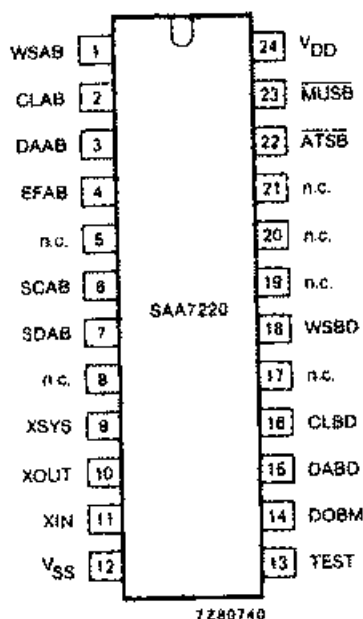 WSAB 1
CLAB 2
DAAB 3
EFAB 4
n.c. 5
SCAB 6
SDAB 7
n.c. 8
XSYS 9
XOUT 10
XIN 11
VSS 12
SAA7220
24 VDD
23 MUSB
22 ATSB
21 n.c.
20 n.c.
19 n.c.
18 WSBD
17 n.c.
16 CLBD
15 DABD
14 DOBM
13 TEST
7Z80740